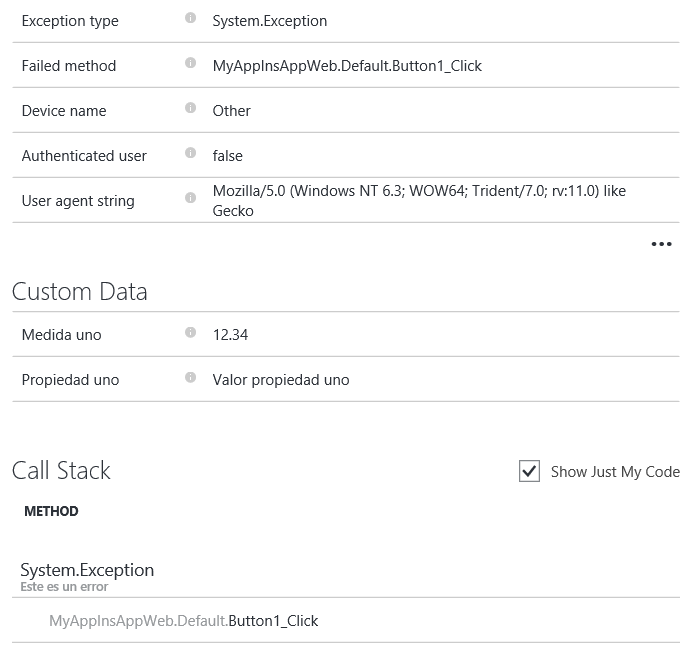 Exception type System.Exception
Failed method MyAppInsAppWeb.Default.Button1_Click
Device name Other
Authenticated user false
User agent string Mozilla/5.0 (Windows NT 6.3; WOW64; Trident/7.0; rv:11.0) like
Gecko
•••
Custom Data
Medida uno 12.34
Propiedad uno Valor propiedad uno
Call Stack Show Just My Code
METHOD
System.Exception
Este es un error
MyAppInsAppWeb.Default.Button1_Click